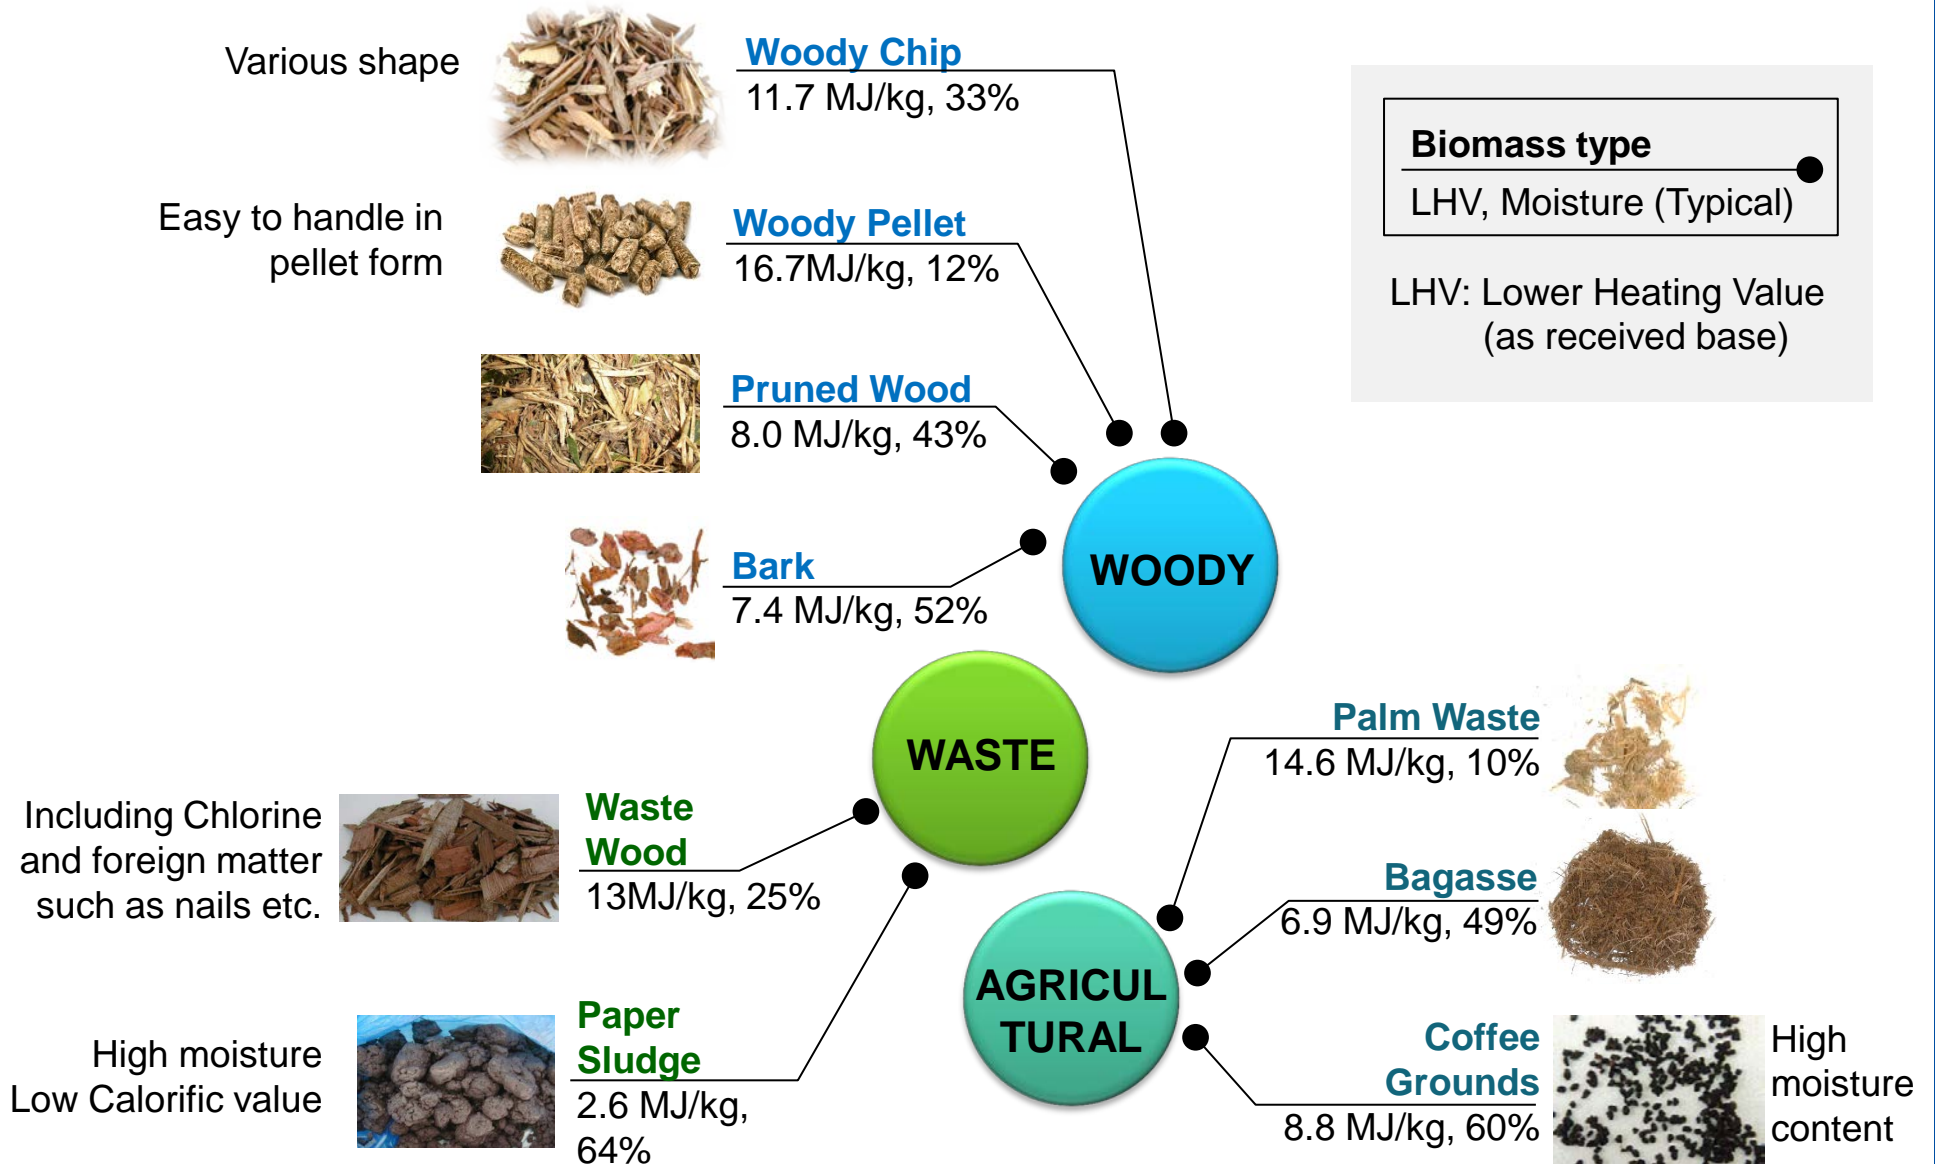 Various shape
Woody Chip
11.7 MJ/kg, 33%
Easy to handle in
pellet form
Woody Pellet
16.7MJ/kg, 12%
Pruned Wood
8.0 MJ/kg, 43%
Bark
7.4 MJ/kg, 52%
Biomass type
LHV, Moisture (Typical)
LHV: Lower Heating Value
(as received base)
WOODY
WASTE
Including Chlorine
and foreign matter
such as nails etc.
Waste
Wood
13MJ/kg, 25%
High moisture
Low Calorific value
Paper
Sludge
2.6 MJ/kg,
64%
AGRICUL
TURAL
Palm Waste
14.6 MJ/kg, 10%
Bagasse
6.9 MJ/kg, 49%
Coffee
Grounds
8.8 MJ/kg, 60%
High
moisture
content